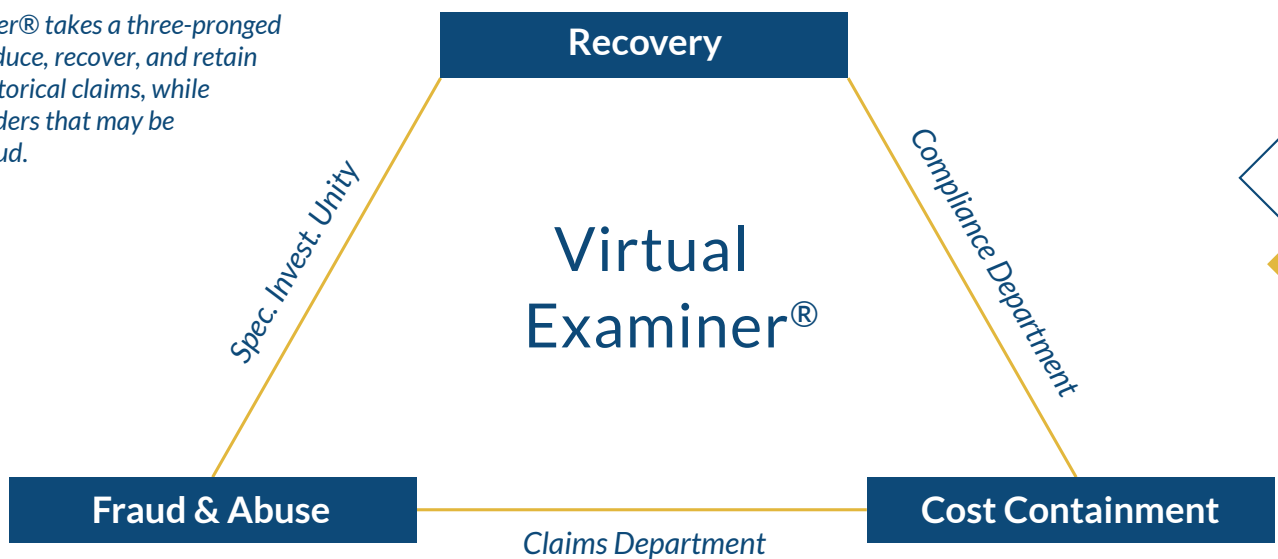 er® takes a three-pronged
duce, recover, and retain
torical claims, while
ders that may be
ud.
Recovery
Spec. Invest. Unity
Compliance Department
Virtual
Examiner®
Fraud & Abuse
Cost Containment
Claims Department